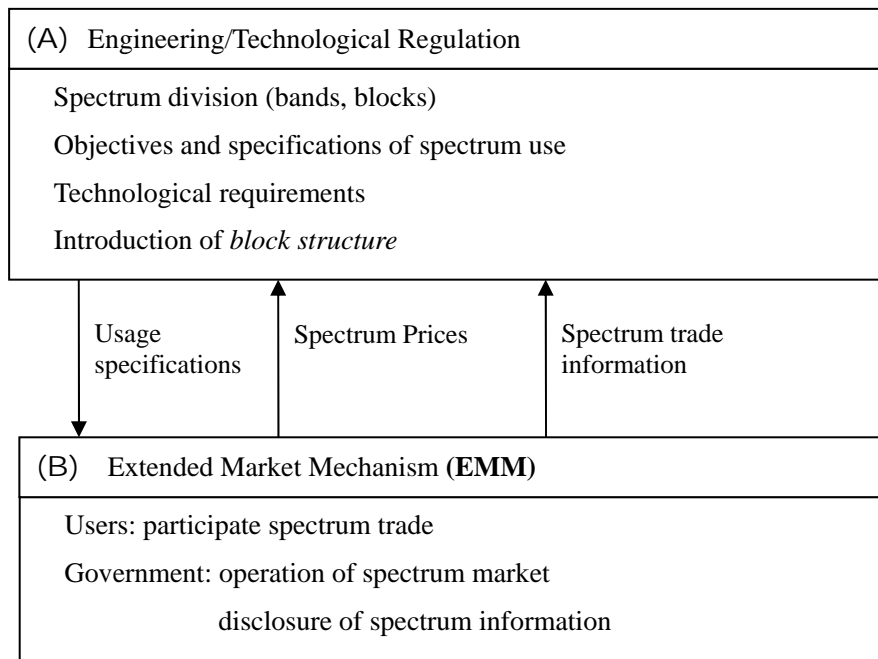 (A) Engineering/Technological Regulation
Spectrum division (bands, blocks)
Objectives and specifications of spectrum use
Technological requirements
Introduction of block structure
Usage
specifications
Spectrum Prices
Spectrum trade
information
(B) Extended Market Mechanism (EMM)
Users: participate spectrum trade
Government: operation of spectrum market
disclosure of spectrum information